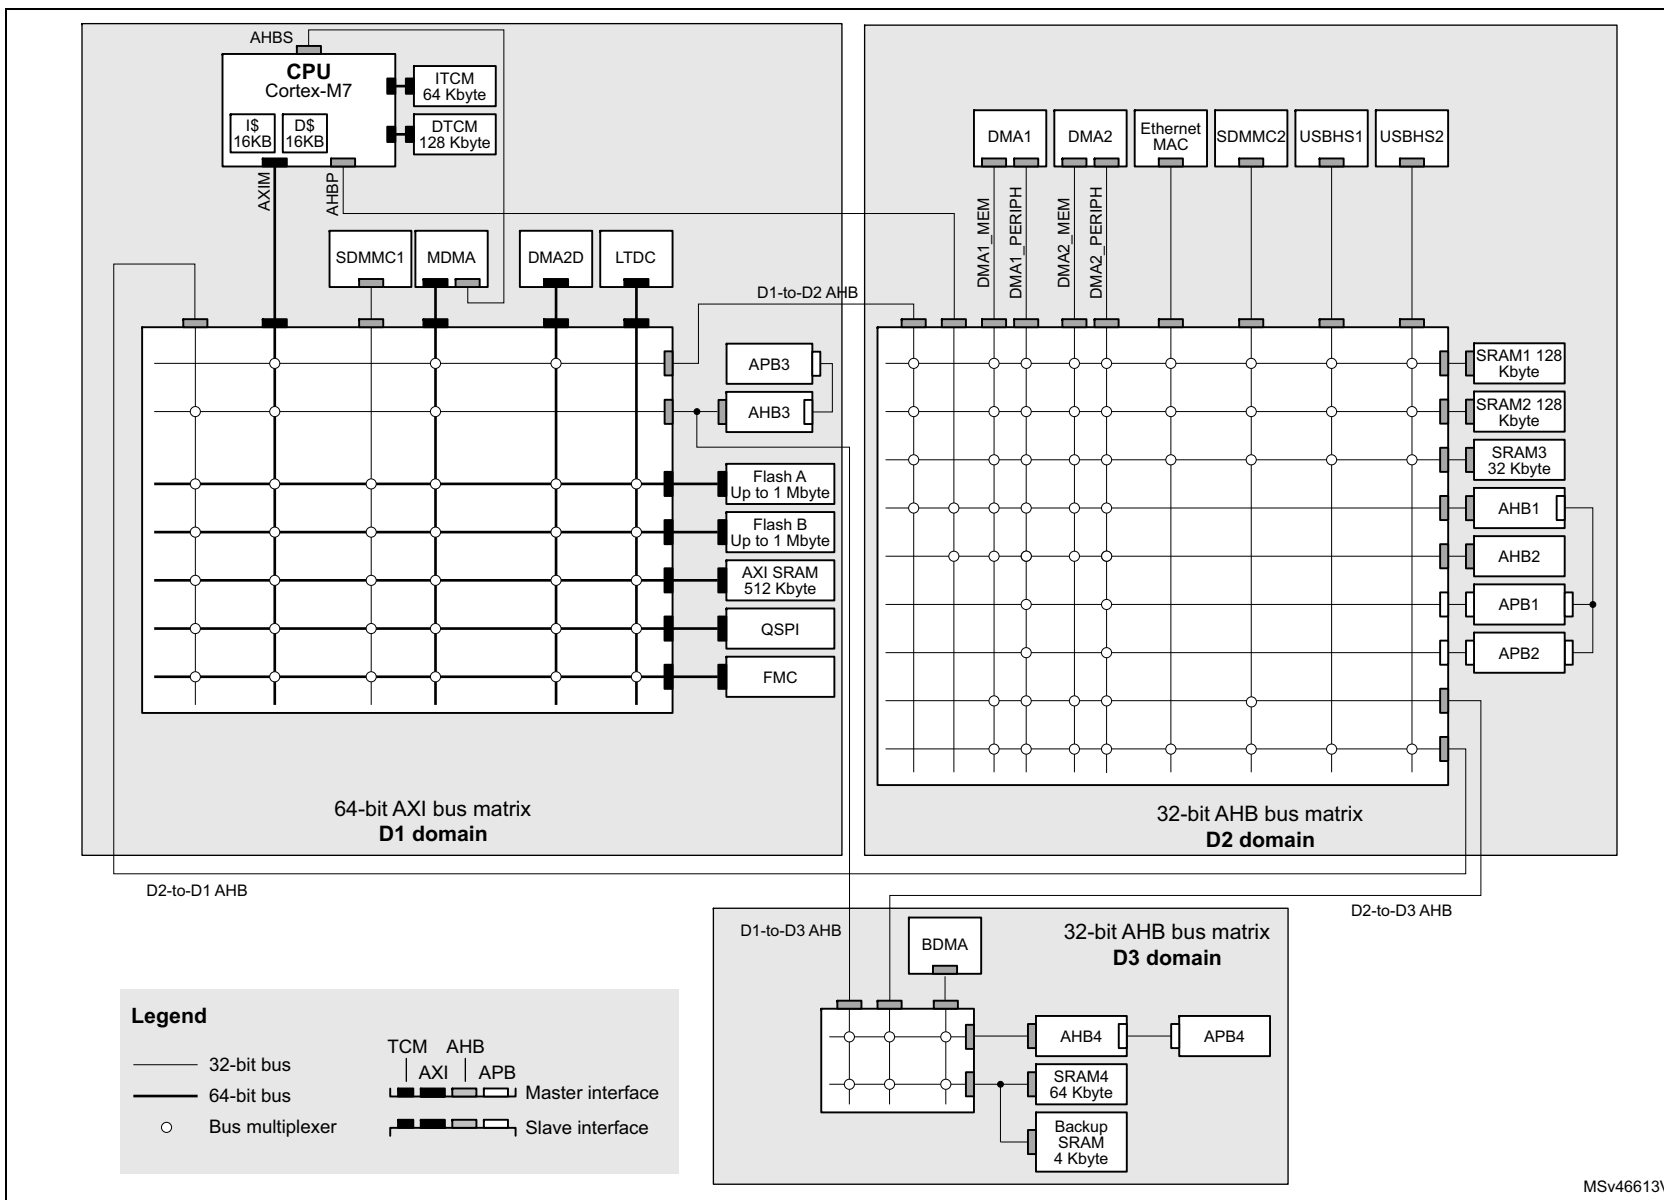 AHBS
CPU
Cortex-M7
I$
16KB
D$
16KB
ITCM
64 Kbyte
DTCM
128 Kbyte
AXIM
AHBP
SDMMC1
MDMA
DMA2D
LTDC
D1-to-D2 AHB
APB3
AHB3
Flash A
Up to 1 Mbyte
Flash B
Up to 1 Mbyte
AXI SRAM
512 Kbyte
QSPI
FMC
64-bit AXI bus matrix
D1 domain
DMA1
DMA2
Ethernet
MAC
SDMMC2
USBHS1
USBHS2
DMA1_MEM
DMA1_PERIPH
DMA2_MEM
DMA2_PERIPH
SRAM1 128
Kbyte
SRAM2 128
Kbyte
SRAM3
32 Kbyte
AHB1
AHB2
APB1
APB2
32-bit AHB bus matrix
D2 domain
D2-to-D1 AHB
D2-to-D3 AHB
D1-to-D3 AHB
BDMA
32-bit AHB bus matrix
D3 domain
AHB4
APB4
SRAM4
64 Kbyte
Backup
SRAM
4 Kbyte
Legend
32-bit bus
64-bit bus
Bus multiplexer
TCM
AHB
AXI
APB
Master interface
Slave interface
MSv46613V